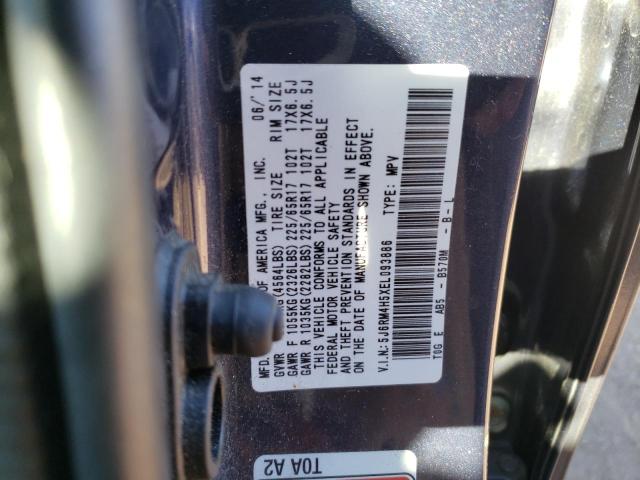 MFD. OF AMERICA MFG., INC. 06/14
GVWR (4564LBS) TIRE SIZE RIM SIZE
GAWR F 1035KG (2326LBS) 225/65R17 102T 17X6.5J
GAWR R 1035KG (2282LBS) 225/65R17 102T 17X6.5J
THIS VEHICLE CONFORMS TO ALL APPLICABLE
FEDERAL MOTOR VEHICLE SAFETY
AND THEFT PREVENTION STANDARDS IN EFFECT
ON THE DATE OF MANUFACTURE SHOWN ABOVE.
V.I.N.: 5J6RM4H5XEL093886 TYPE: MPV
T0G E AB5 - B570M - B - L
T0A A2